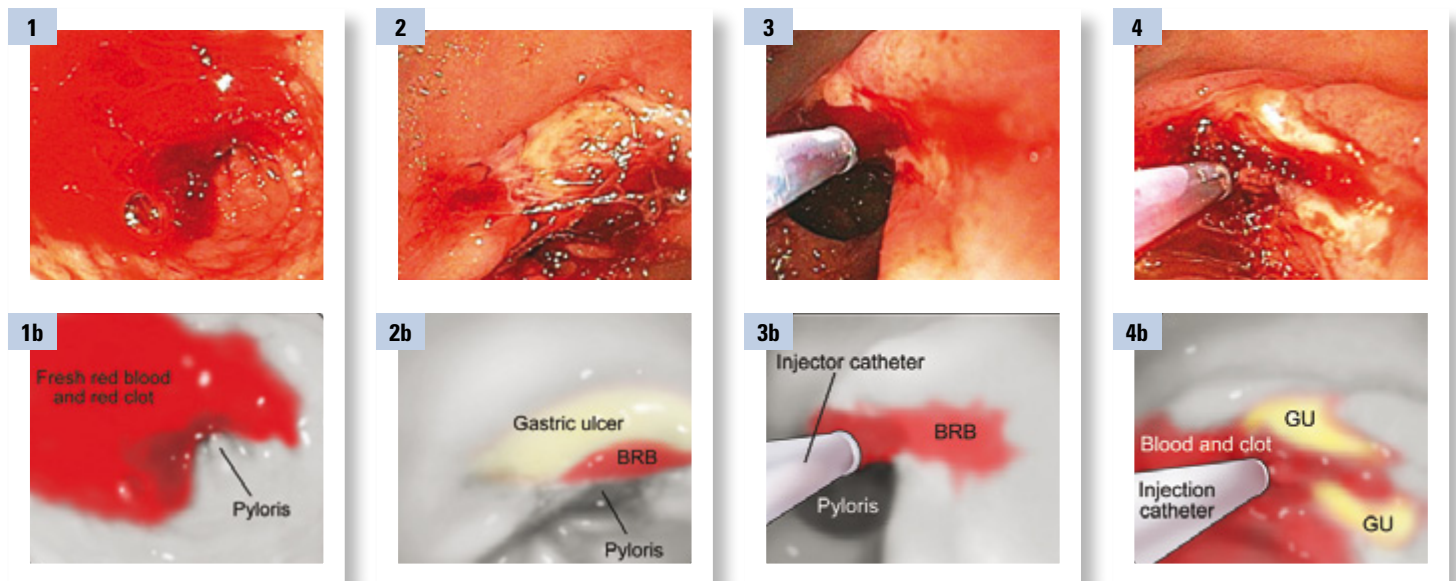 1
2
3
4
1b
Fresh red blood
and red clot
Pyloris
2b
Gastric ulcer
BRB
Pyloris
3b
Injector catheter
BRB
Pyloris
4b
GU
Blood and clot
Injection
catheter
GU